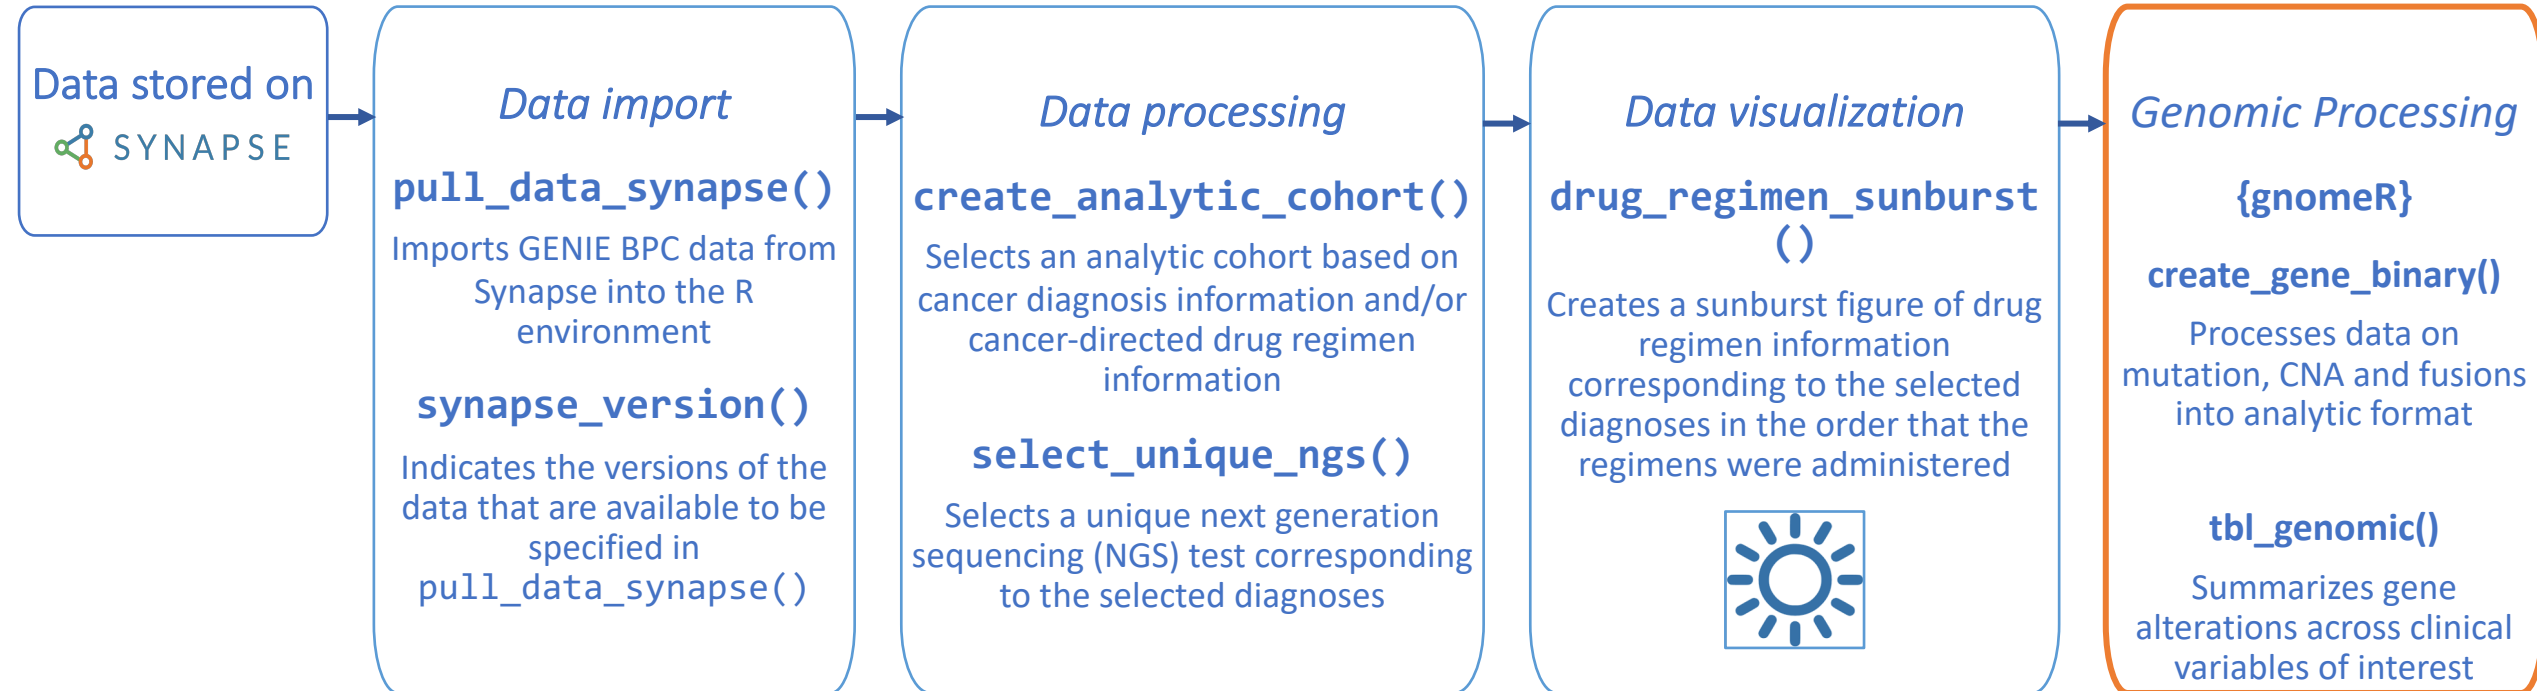 Data stored on
SYNAPSE
Data import
pull_data_synapse()
Imports GENIE BPC data from
Synapse into the R
environment
synapse_version()
Indicates the versions of the
data that are available to be
specified in
pull_data_synapse()
Data processing
create_analytic_cohort()
Selects an analytic cohort based on
cancer diagnosis information and/or
cancer-directed drug regimen
information
select_unique_ngs()
Selects a unique next generation
sequencing (NGS) test corresponding
to the selected diagnoses
Data visualization
drug_regimen_sunburst
()
Creates a sunburst figure of drug
regimen information
corresponding to the selected
diagnoses in the order that the
regimens were administered
Genomic Processing
{gnomeR}
create_gene_binary()
Processes data on
mutation, CNA and fusions
into analytic format
tbl_genomic()
Summarizes gene
alterations across clinical
variables of interest